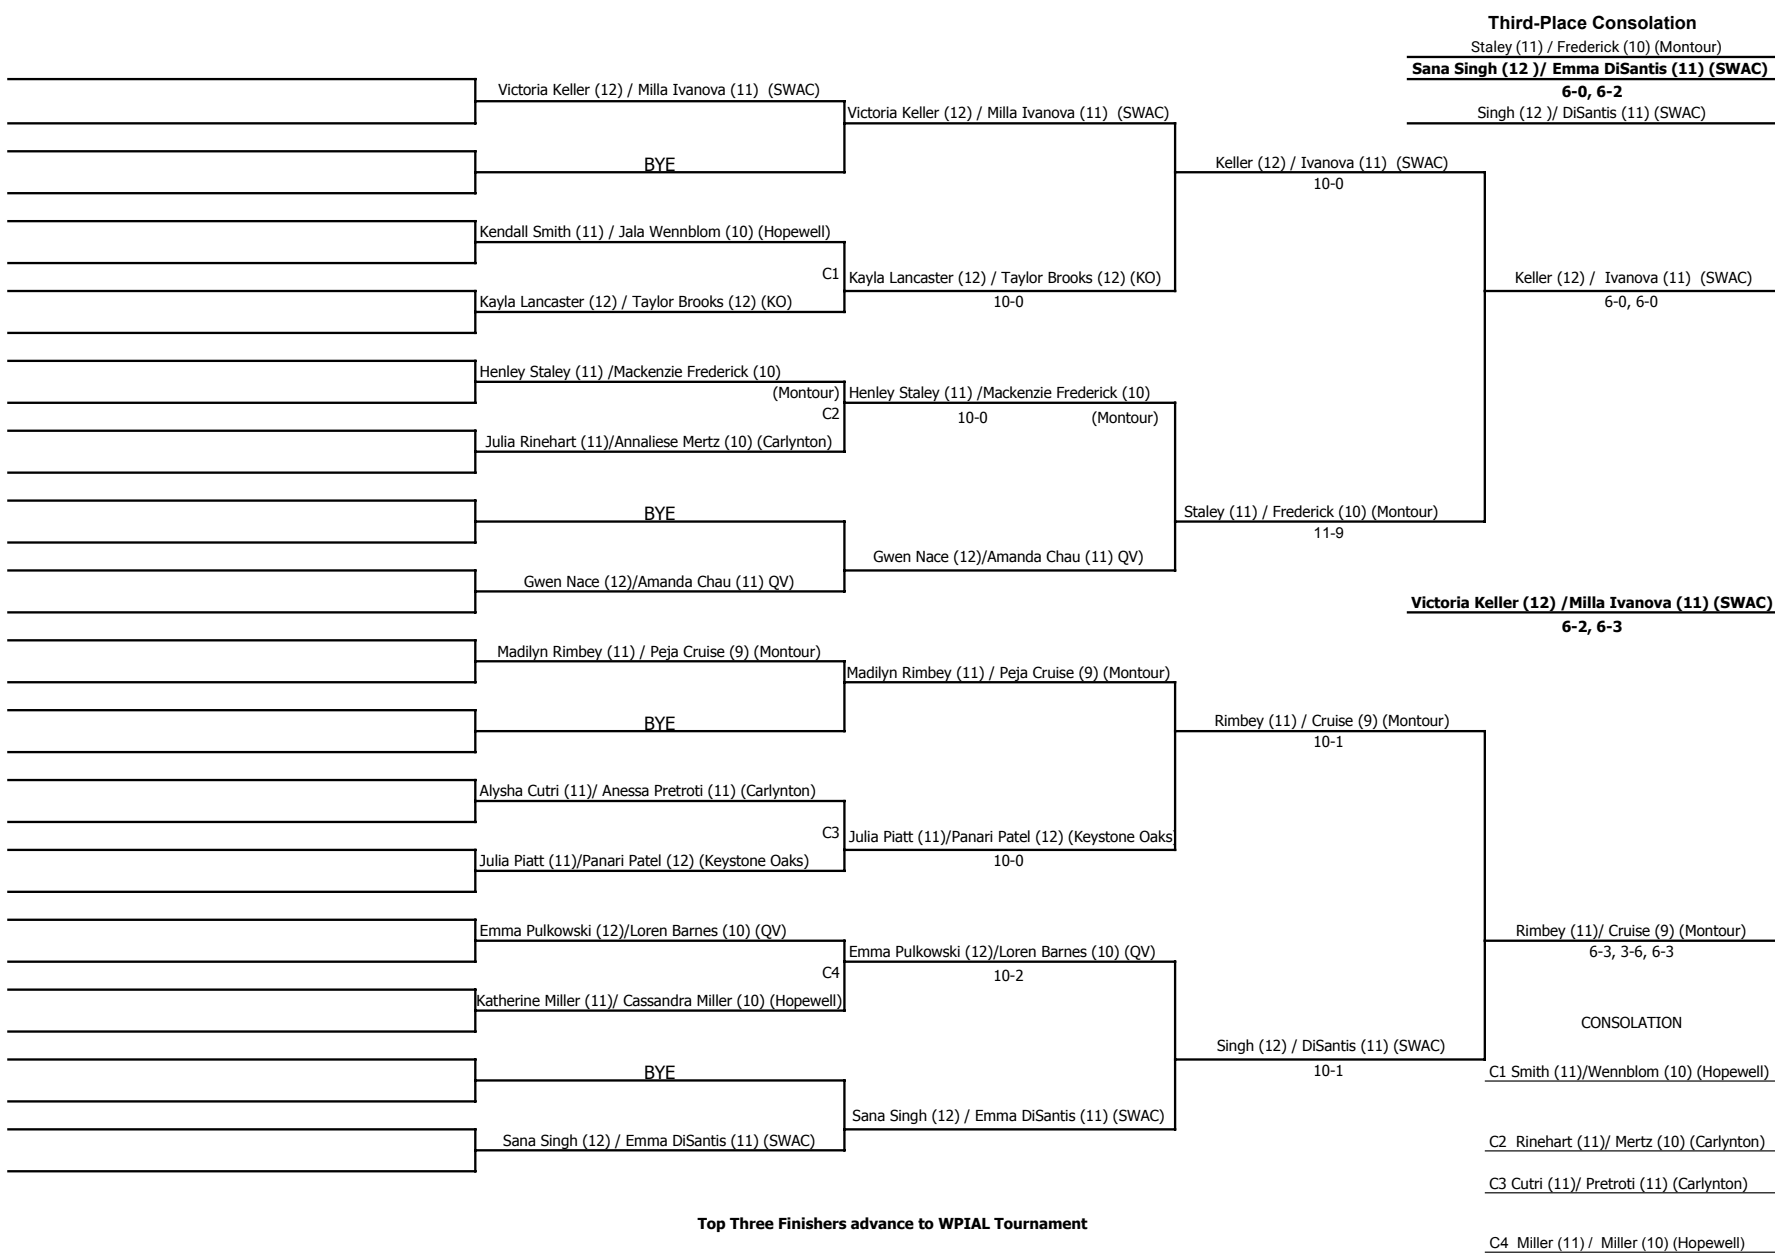 Third-Place Consolation
Staley (11) / Frederick (10) (Montour)
Sana Singh (12 )/ Emma DiSantis (11) (SWAC)
6-0, 6-2
Singh (12 )/ DiSantis (11) (SWAC)
Victoria Keller (12) / Milla Ivanova (11) (SWAC)
BYE
Kendall Smith (11) / Jala Wennblom (10) (Hopewell)
C1
Kayla Lancaster (12) / Taylor Brooks (12) (KO)
Henley Staley (11) /Mackenzie Frederick (10)
(Montour)
C2
Julia Rinehart (11)/Annaliese Mertz (10) (Carlynton)
BYE
Gwen Nace (12)/Amanda Chau (11) QV)
Madilyn Rimbey (11) / Peja Cruise (9) (Montour)
BYE
Alysha Cutri (11)/ Anessa Pretroti (11) (Carlynton)
C3
Julia Piatt (11)/Panari Patel (12) (Keystone Oaks)
Emma Pulkowski (12)/Loren Barnes (10) (QV)
C4
Katherine Miller (11)/ Cassandra Miller (10) (Hopewell)
BYE
Sana Singh (12) / Emma DiSantis (11) (SWAC)
Victoria Keller (12) / Milla Ivanova (11) (SWAC)
Kayla Lancaster (12) / Taylor Brooks (12) (KO)
10-0
Henley Staley (11) /Mackenzie Frederick (10)
10-0 (Montour)
Gwen Nace (12)/Amanda Chau (11) QV)
Madilyn Rimbey (11) / Peja Cruise (9) (Montour)
Julia Piatt (11)/Panari Patel (12) (Keystone Oaks)
10-0
Emma Pulkowski (12)/Loren Barnes (10) (QV)
10-2
Sana Singh (12) / Emma DiSantis (11) (SWAC)
Keller (12) / Ivanova (11) (SWAC)
10-0
Staley (11) / Frederick (10) (Montour)
11-9
Rimbey (11) / Cruise (9) (Montour)
10-1
Singh (12) / DiSantis (11) (SWAC)
10-1
Keller (12) / Ivanova (11) (SWAC)
6-0, 6-0
Victoria Keller (12) /Milla Ivanova (11) (SWAC)
6-2, 6-3
Rimbey (11)/ Cruise (9) (Montour)
6-3, 3-6, 6-3
CONSOLATION
C1 Smith (11)/Wennblom (10) (Hopewell)
C2 Rinehart (11)/ Mertz (10) (Carlynton)
C3 Cutri (11)/ Pretroti (11) (Carlynton)
C4 Miller (11) / Miller (10) (Hopewell)
Top Three Finishers advance to WPIAL Tournament